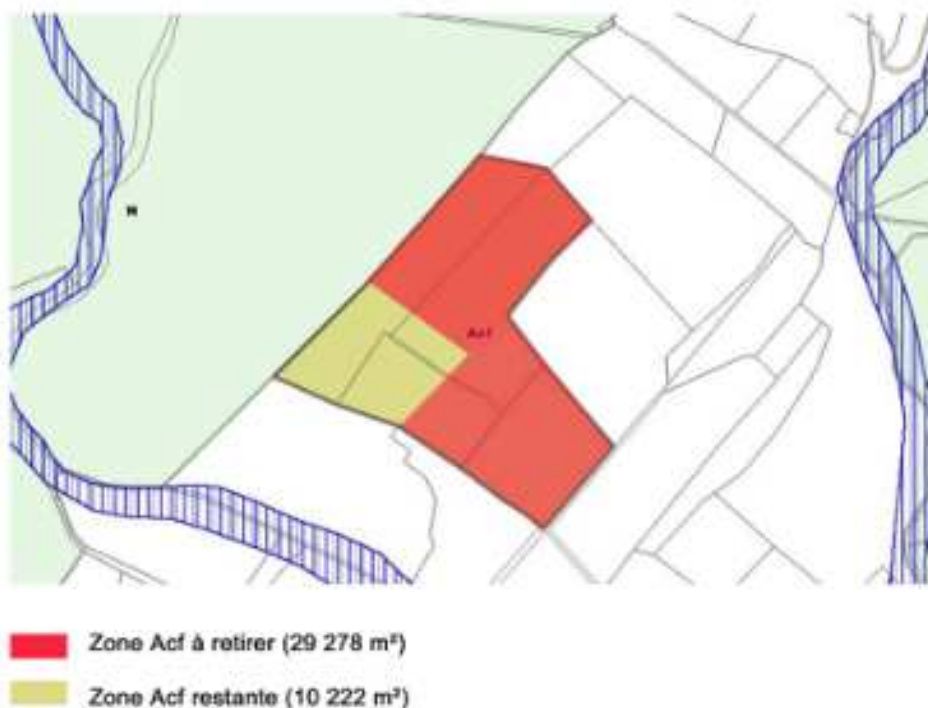 N
Acf
Zone Acf à retirer (29 278 m²)
Zone Acf restante (10 222 m²)